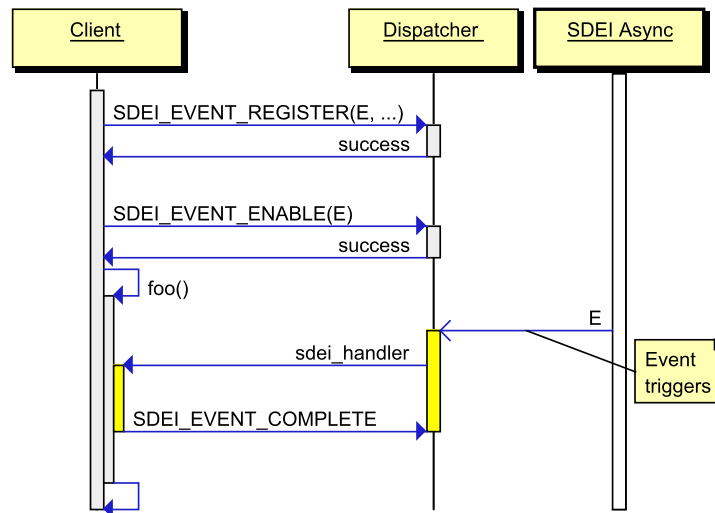 Client
Dispatcher
SDEI Async
SDEI_EVENT_REGISTER(E, ...)
success
SDEI_EVENT_ENABLE(E)
success
foo()
E
sdei_handler
Event
triggers
SDEI_EVENT_COMPLETE